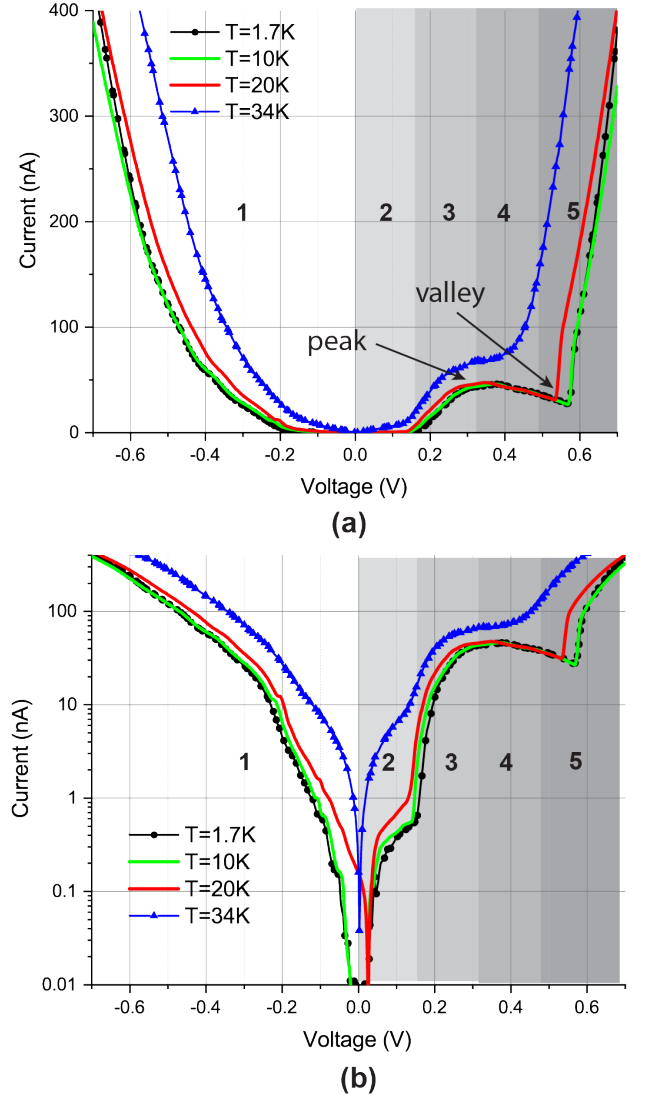 400
300
200
100
0
Current (nA)
T=1.7K
T=10K
T=20K
T=34K
1 2 3 4 5
valley
peak
-0.6 -0.4 -0.2 0.0 0.2 0.4 0.6
Voltage (V)
(a)
100
10
1
0.1
0.01
Current (nA)
1 2 3 4 5
T=1.7K
T=10K
T=20K
T=34K
-0.6 -0.4 -0.2 0.0 0.2 0.4 0.6
Voltage (V)
(b)